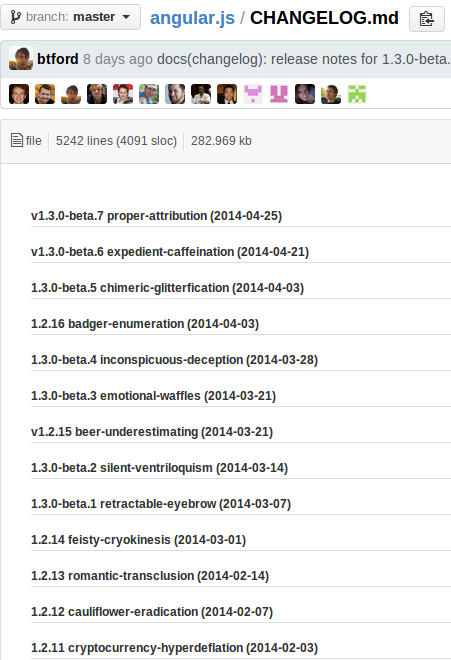 branch: master angular.js / CHANGELOG.md
btford 8 days ago docs(changelog): release notes for 1.3.0-beta.
file 5242 lines (4091 sloc) 282.969 kb
v1.3.0-beta.7 proper-attribution (2014-04-25)
v1.3.0-beta.6 expedient-caffeination (2014-04-21)
1.3.0-beta.5 chimeric-glitterfication (2014-04-03)
1.2.16 badger-enumeration (2014-04-03)
1.3.0-beta.4 inconspicuous-deception (2014-03-28)
1.3.0-beta.3 emotional-waffles (2014-03-21)
v1.2.15 beer-underestimating (2014-03-21)
1.3.0-beta.2 silent-ventriloquism (2014-03-14)
1.3.0-beta.1 retractable-eyebrow (2014-03-07)
1.2.14 feisty-cryokinesis (2014-03-01)
1.2.13 romantic-transclusion (2014-02-14)
1.2.12 cauliflower-eradication (2014-02-07)
1.2.11 cryptocurrency-hyperdeflation (2014-02-03)